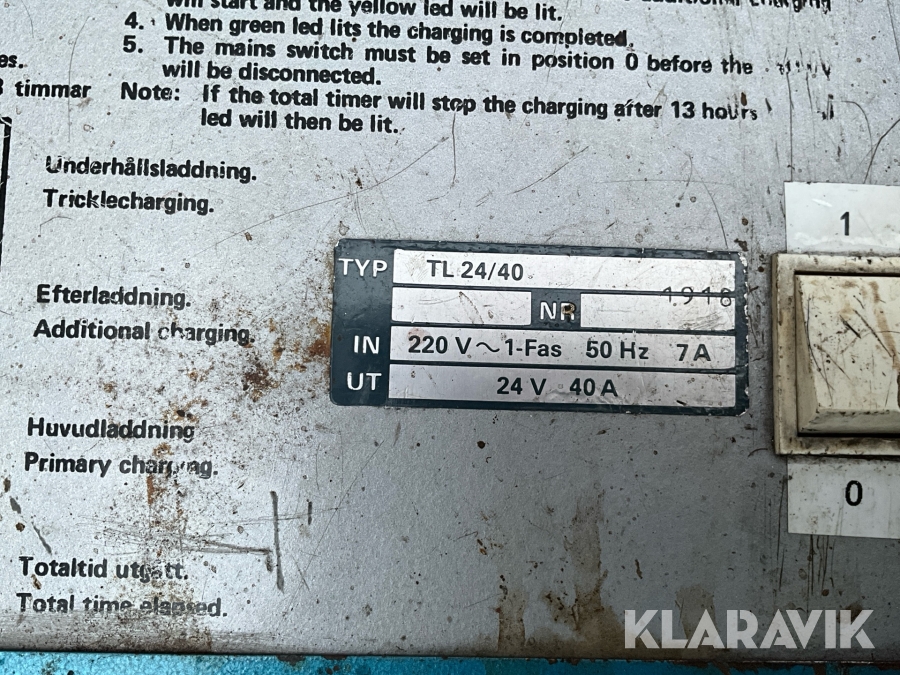 will start and the yellow led will be lit.
4. When green led lits the charging is completed.
5. The mains switch must be set in position 0 before the
will be disconnected.
timmar
Note: If the total timer will stop the charging after 13 hours
led will then be lit.
Underhållsladdning.
Tricklecharging.
Efterladdning.
Additional charging.
Huvudladdning
Primary charging.
Totaltid utgått.
Total time elapsed.
TYP TL 24/40
NR 1918
IN 220 V ~ 1-Fas 50 Hz 7 A
UT 24 V 40 A
1
0
KLARAVIK